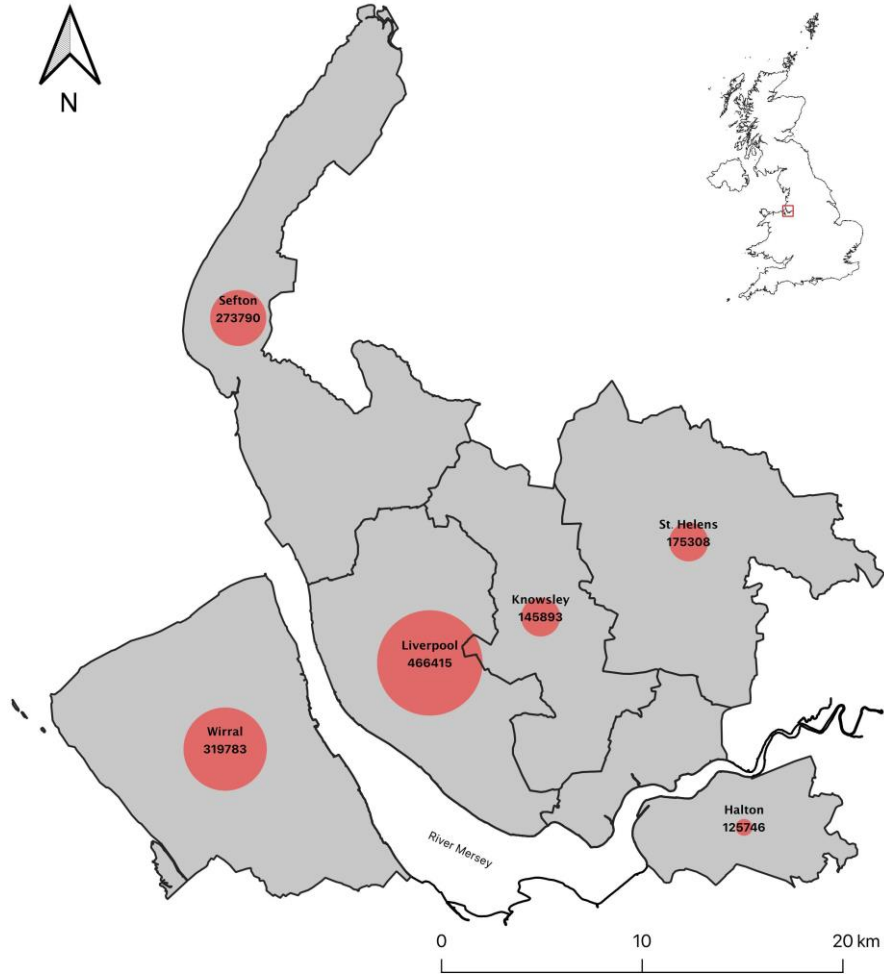 N
Sefton
273790
St. Helens
175308
Knowsley
145893
Liverpool
466415
Wirral
319783
Halton
125746
River Mersey
0 10 20 km